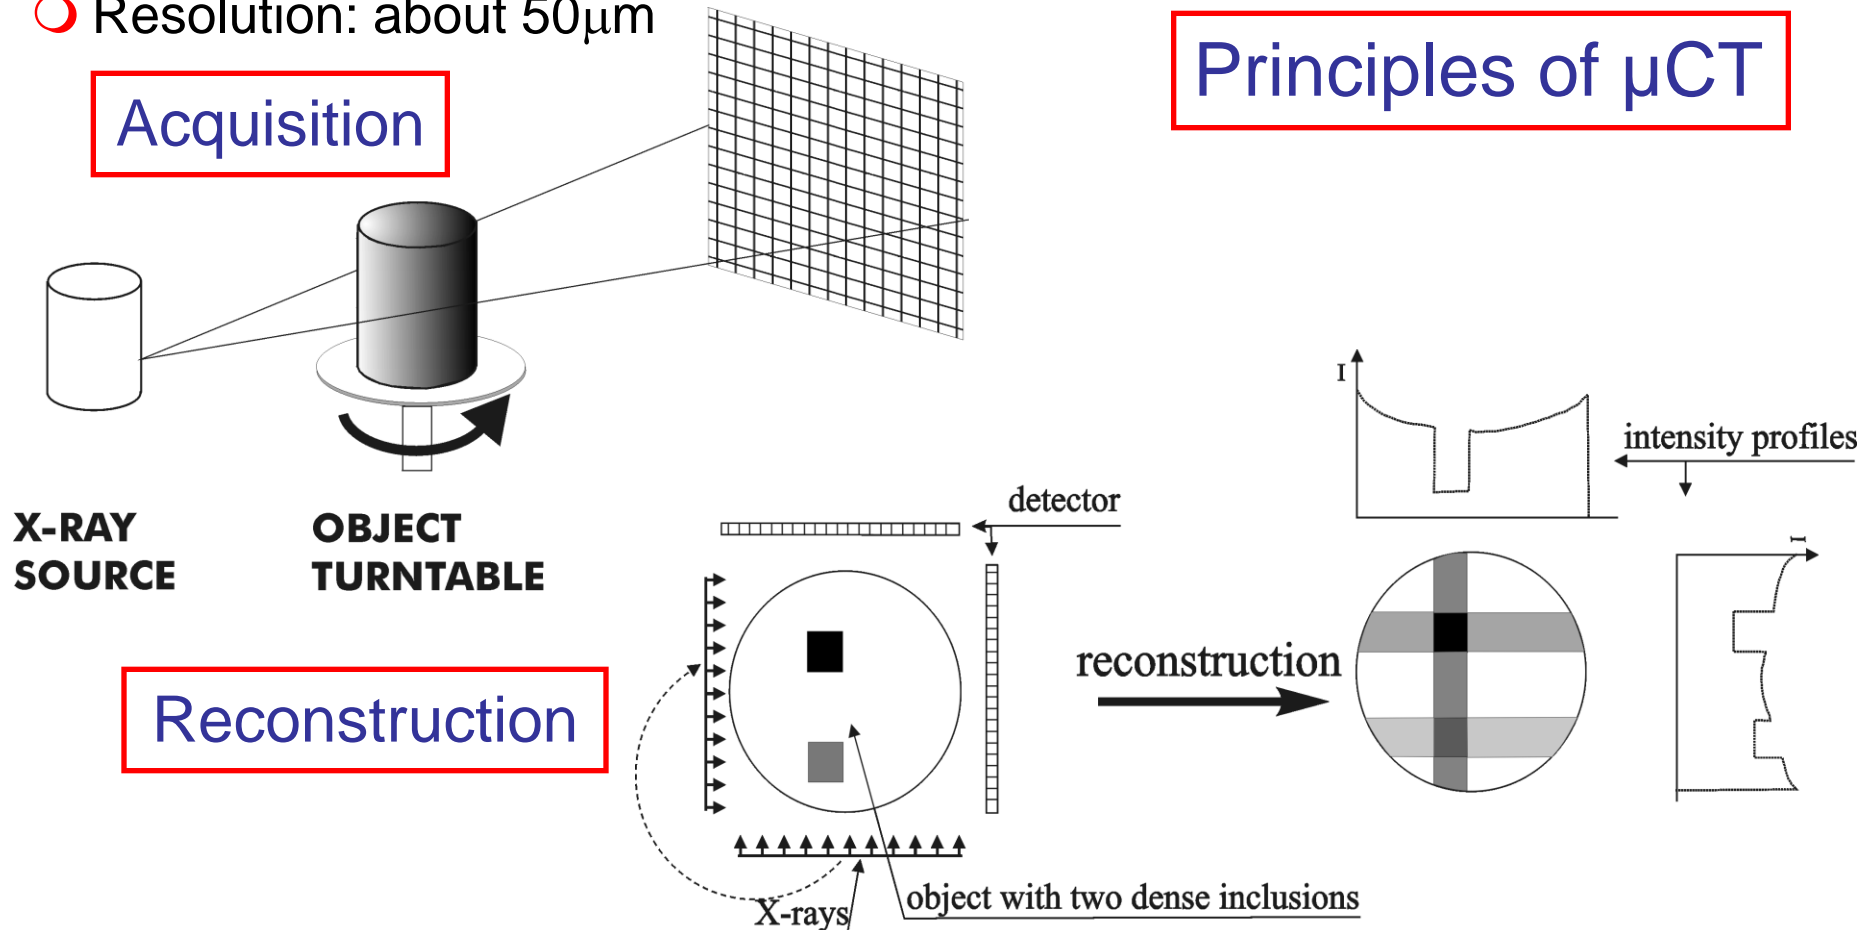 Resolution: about 50μm
Principles of µCT
Acquisition
X-RAY
SOURCE
OBJECT
TURNTABLE
I
intensity profiles
detector
I
reconstruction
Reconstruction
object with two dense inclusions
X-rays